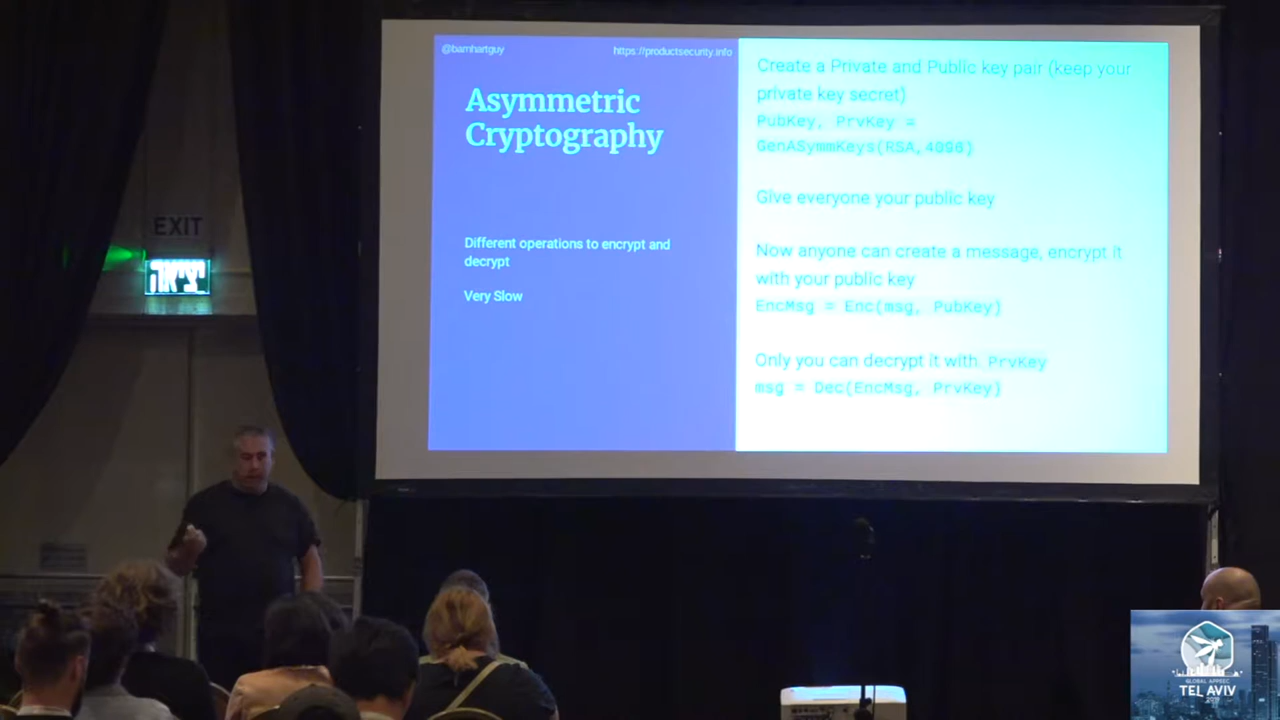 @barnhartguy
https://productsecurity.info
Asymmetric
Cryptography
Different operations to encrypt and
decrypt
Very Slow
Create a Private and Public key pair (keep your
private key secret)
PubKey, PrvKey =
GenASymmKeys(RSA,4096)
Give everyone your public key
Now anyone can create a message, encrypt it
with your public key
EncMsg = Enc(msg, PubKey)
Only you can decrypt it with PrvKey
msg = Dec(EncMsg, PrvKey)
EXIT
יציאה
GLOBAL APPSEC
TEL AVIV